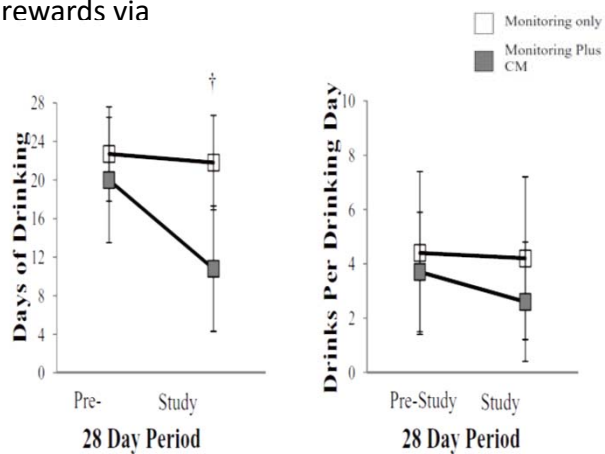 rewards via
Monitoring only
Monitoring Plus
CM
†
Days of Drinking
28
24
20
16
12
8
4
0
Pre-
Study
28 Day Period
Drinks Per Drinking Day
10
8
6
4
2
0
Pre-Study
Study
28 Day Period